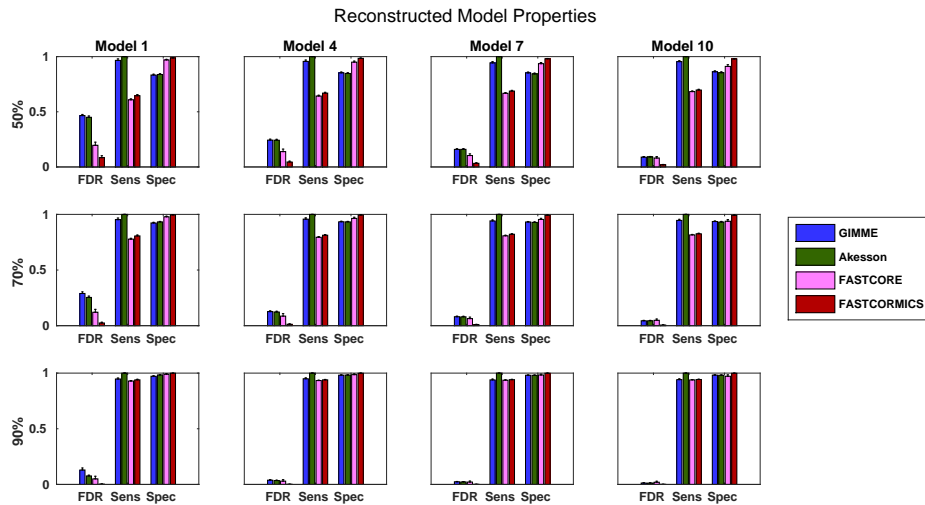 Reconstructed Model Properties
Model 1 Model 4 Model 7 Model 10
50%
1
0.5
0
FDR Sens Spec FDR Sens Spec FDR Sens Spec FDR Sens Spec
70%
1
0.5
0
FDR Sens Spec FDR Sens Spec FDR Sens Spec FDR Sens Spec
90%
1
0.5
0
FDR Sens Spec FDR Sens Spec FDR Sens Spec FDR Sens Spec
GIMME
Akesson
FASTCORE
FASTCORMICS